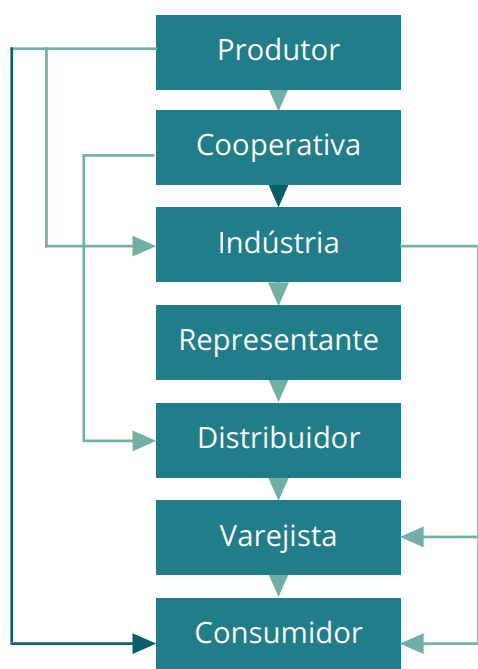 Produtor
Cooperativa
Indústria
Representante
Distribuidor
Varejista
Consumidor